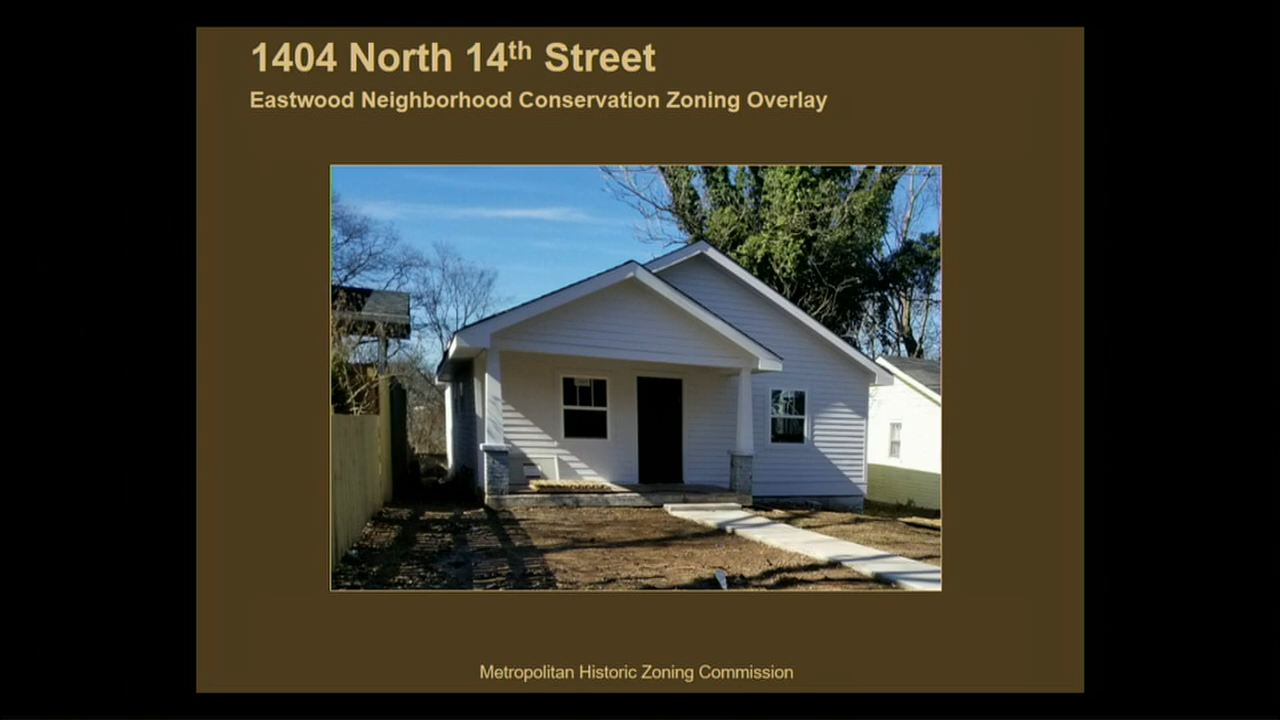 1404 North 14th Street
Eastwood Neighborhood Conservation Zoning Overlay
Metropolitan Historic Zoning Commission